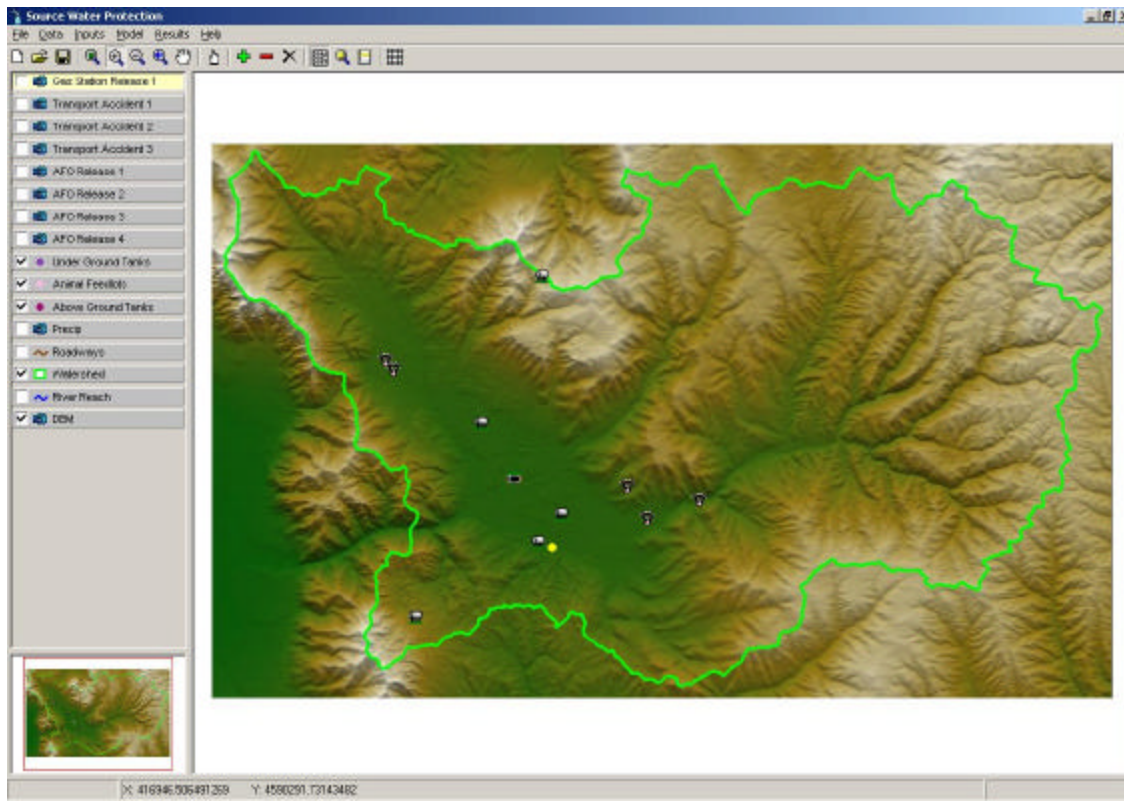 Source Water Protection
File Data Inputs Model Results Help
Gas Station Release 1
Transport Accident 1
Transport Accident 2
Transport Accident 3
AFO Release 1
AFO Release 2
AFO Release 3
AFO Release 4
Under Ground Tanks
Animal Feedlots
Above Ground Tanks
Precip
Roadways
Watershed
River Reach
DEM
X: 416946.506491269 Y: 4590291.73143482